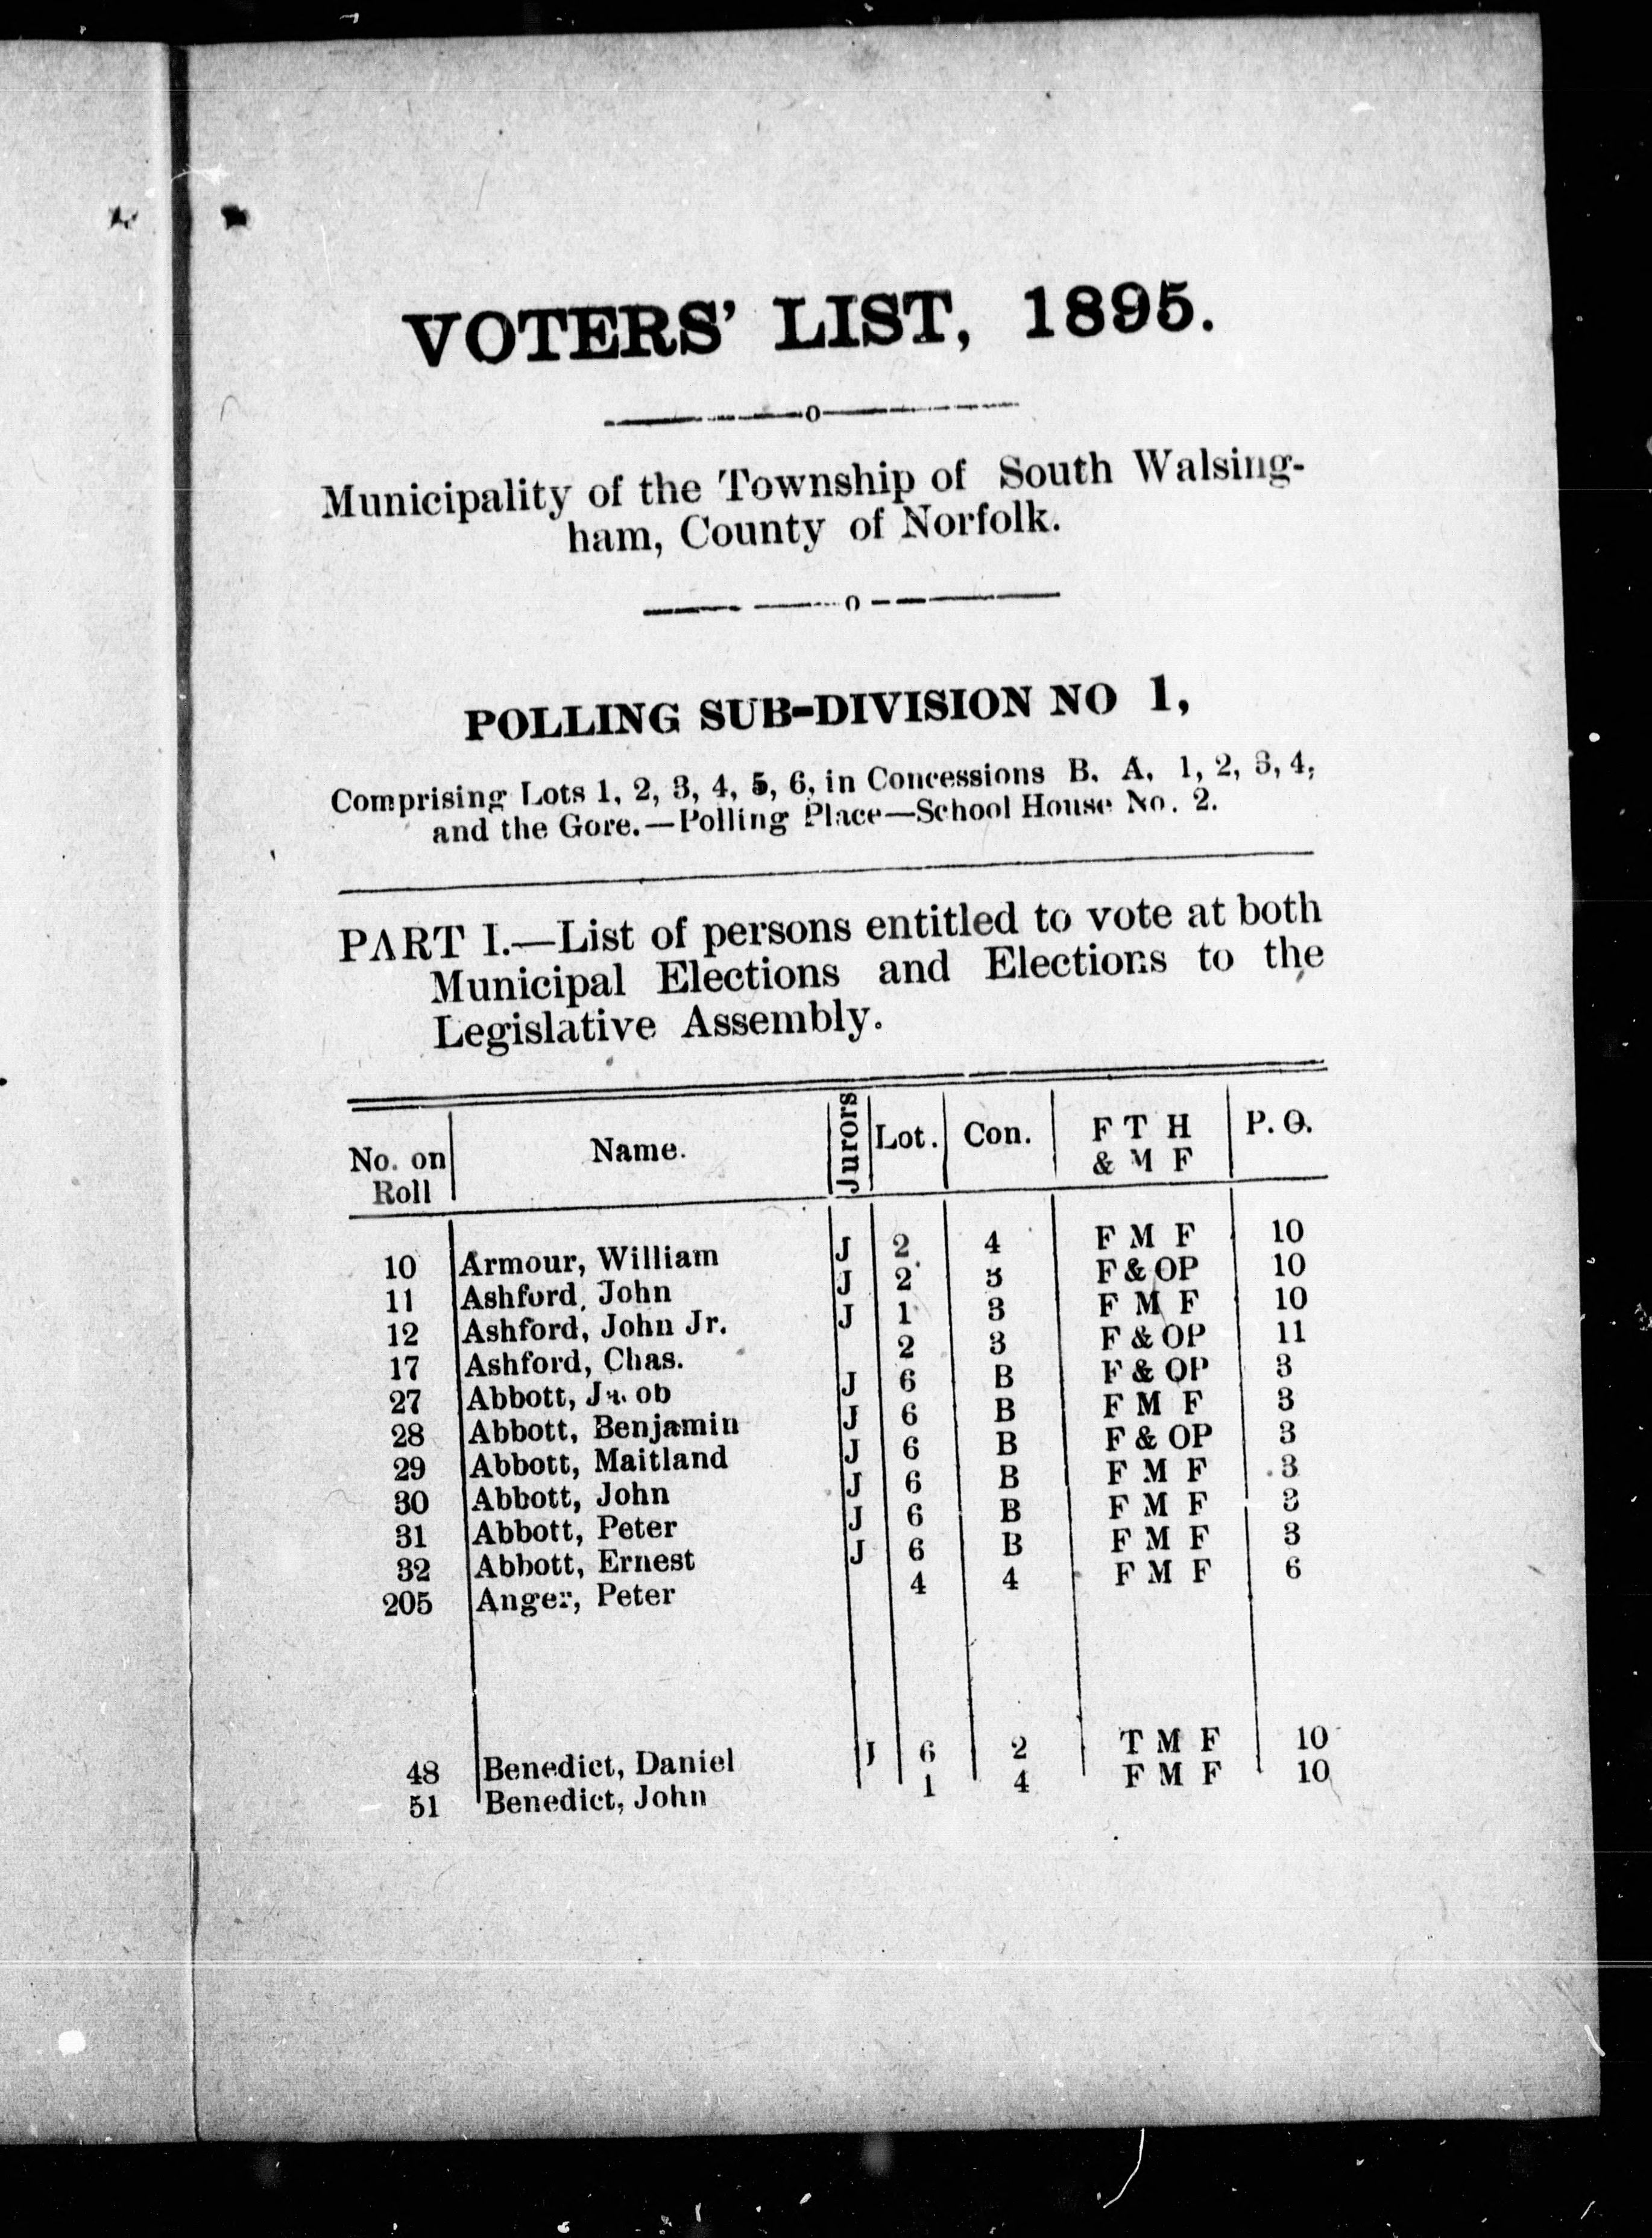 VOTERS' LIST, 1895.
Municipality of the Township of South Walsing-
ham, County of Norfolk.
POLLING SUB-DIVISION NO 1,
Comprising Lots 1, 2, 3, 4, 5, 6, in Concessions B. A. 1, 2, 3, 4,
and the Gore.—Polling Place—School House No. 2.
PART I.—List of persons entitled to vote at both
Municipal Elections and Elections to the
Legislative Assembly.
No. on Roll | Name. | Jurors | Lot. | Con. | F T H & M F | P. O.
10 Armour, William J 2 4 F M F 10
11 Ashford, John J 2 3 F & OP 10
12 Ashford, John Jr. J 1 3 F M F 10
17 Ashford, Chas. 2 3 F & OP 11
27 Abbott, Jacob J 6 B F & OP 3
28 Abbott, Benjamin J 6 B F M F 3
29 Abbott, Maitland J 6 B F & OP 3
30 Abbott, John J 6 B F M F 3
31 Abbott, Peter J 6 B F M F 3
32 Abbott, Ernest J 6 B F M F 3
205 Anger, Peter 4 4 F M F 6
48 Benedict, Daniel J 6 2 T M F 10
51 Benedict, John 1 4 F M F 10